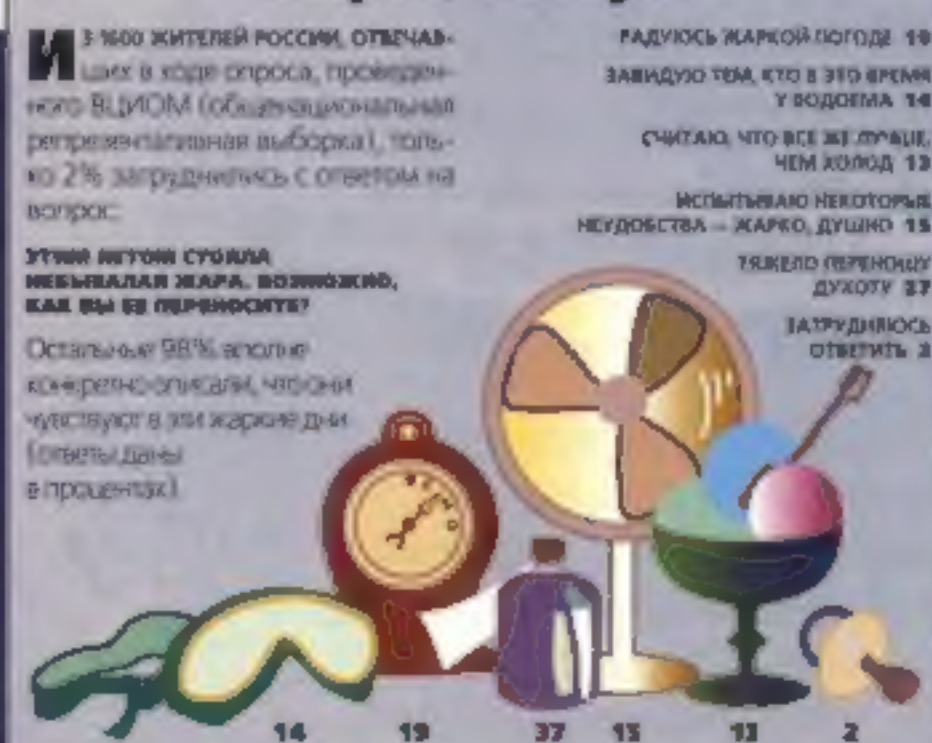 ИЗ 1600 ЖИТЕЛЕЙ РОССИИ, ОТВЕЧАВ-
ших в ходе опроса, проведен-
ного ВЦИОМ (общенациональная
репрезентативная выборка), толь-
ко 2% затруднились с ответом на
вопрос:
ЭТИМ ЛЕТОМ СТОЯЛА
НЕБЫВАЛАЯ ЖАРА. ВОЗМОЖНО,
КАК ВЫ ЕЕ ПЕРЕНОСИТЕ?
Остальные 98% вполне
конкретно описали, что они
чувствуют в эти жаркие дни
(ответы даны
в процентах)
РАДУЮСЬ ЖАРКОЙ ПОГОДЕ 19
ЗАВИДУЮ ТЕМ, КТО В ЭТО ВРЕМЯ
У ВОДОЕМА 14
СЧИТАЮ, ЧТО ВСЕ ЖЕ ЛУЧШЕ,
ЧЕМ ХОЛОД 13
ИСПЫТЫВАЮ НЕКОТОРЫЕ
НЕУДОБСТВА — ЖАРКО, ДУШНО 15
ТЯЖЕЛО ПЕРЕНОШУ
ДУХОТУ 37
ЗАТРУДНЯЮСЬ
ОТВЕТИТЬ 2
14 19 37 15 13 2